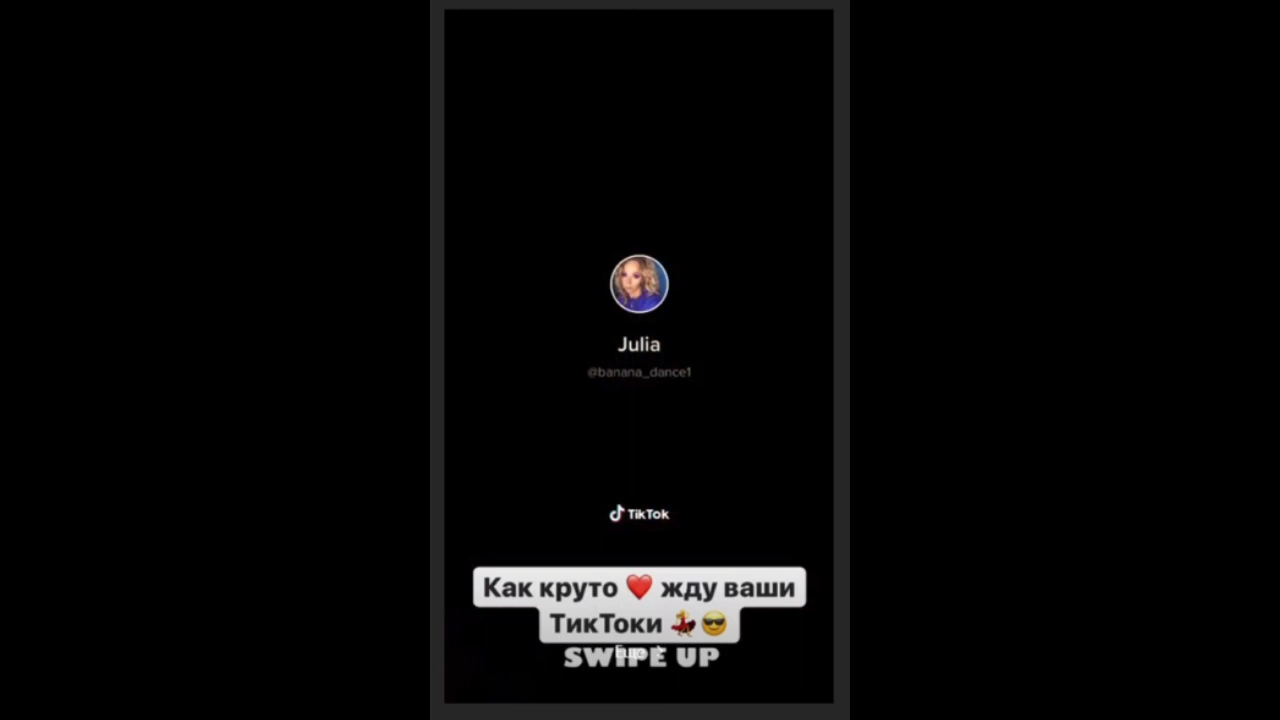 Julia
@banana_dance1
TikTok
Как круто ❤️ жду ваши
ТикТоки 💃😎
SWIPE UP